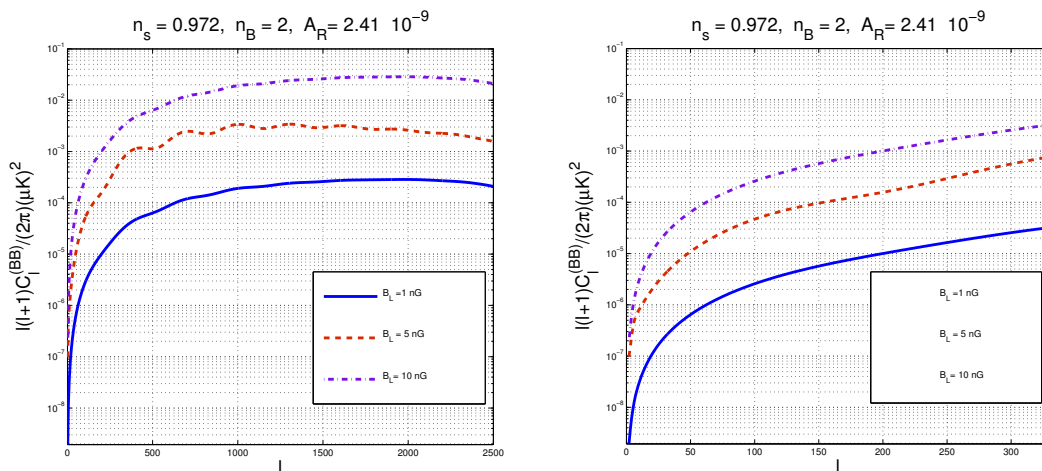 n_s = 0.972, n_B = 2, A_R = 2.41 10^-9
l(l+1)C_l^(BB)/(2π)(μK)^2
10^-1
10^-2
10^-3
10^-4
10^-5
10^-6
10^-7
10^-8
B_L =1 nG
B_L = 5 nG
B_L = 10 nG
0 500 1000 1500 2000 2500
l
n_s = 0.972, n_B = 2, A_R = 2.41 10^-9
l(l+1)C_l^(BB)/(2π)(μK)^2
10^-1
10^-2
10^-3
10^-4
10^-5
10^-6
10^-7
10^-8
B_L =1 nG
B_L = 5 nG
B_L = 10 nG
0 50 100 150 200 250 300
l